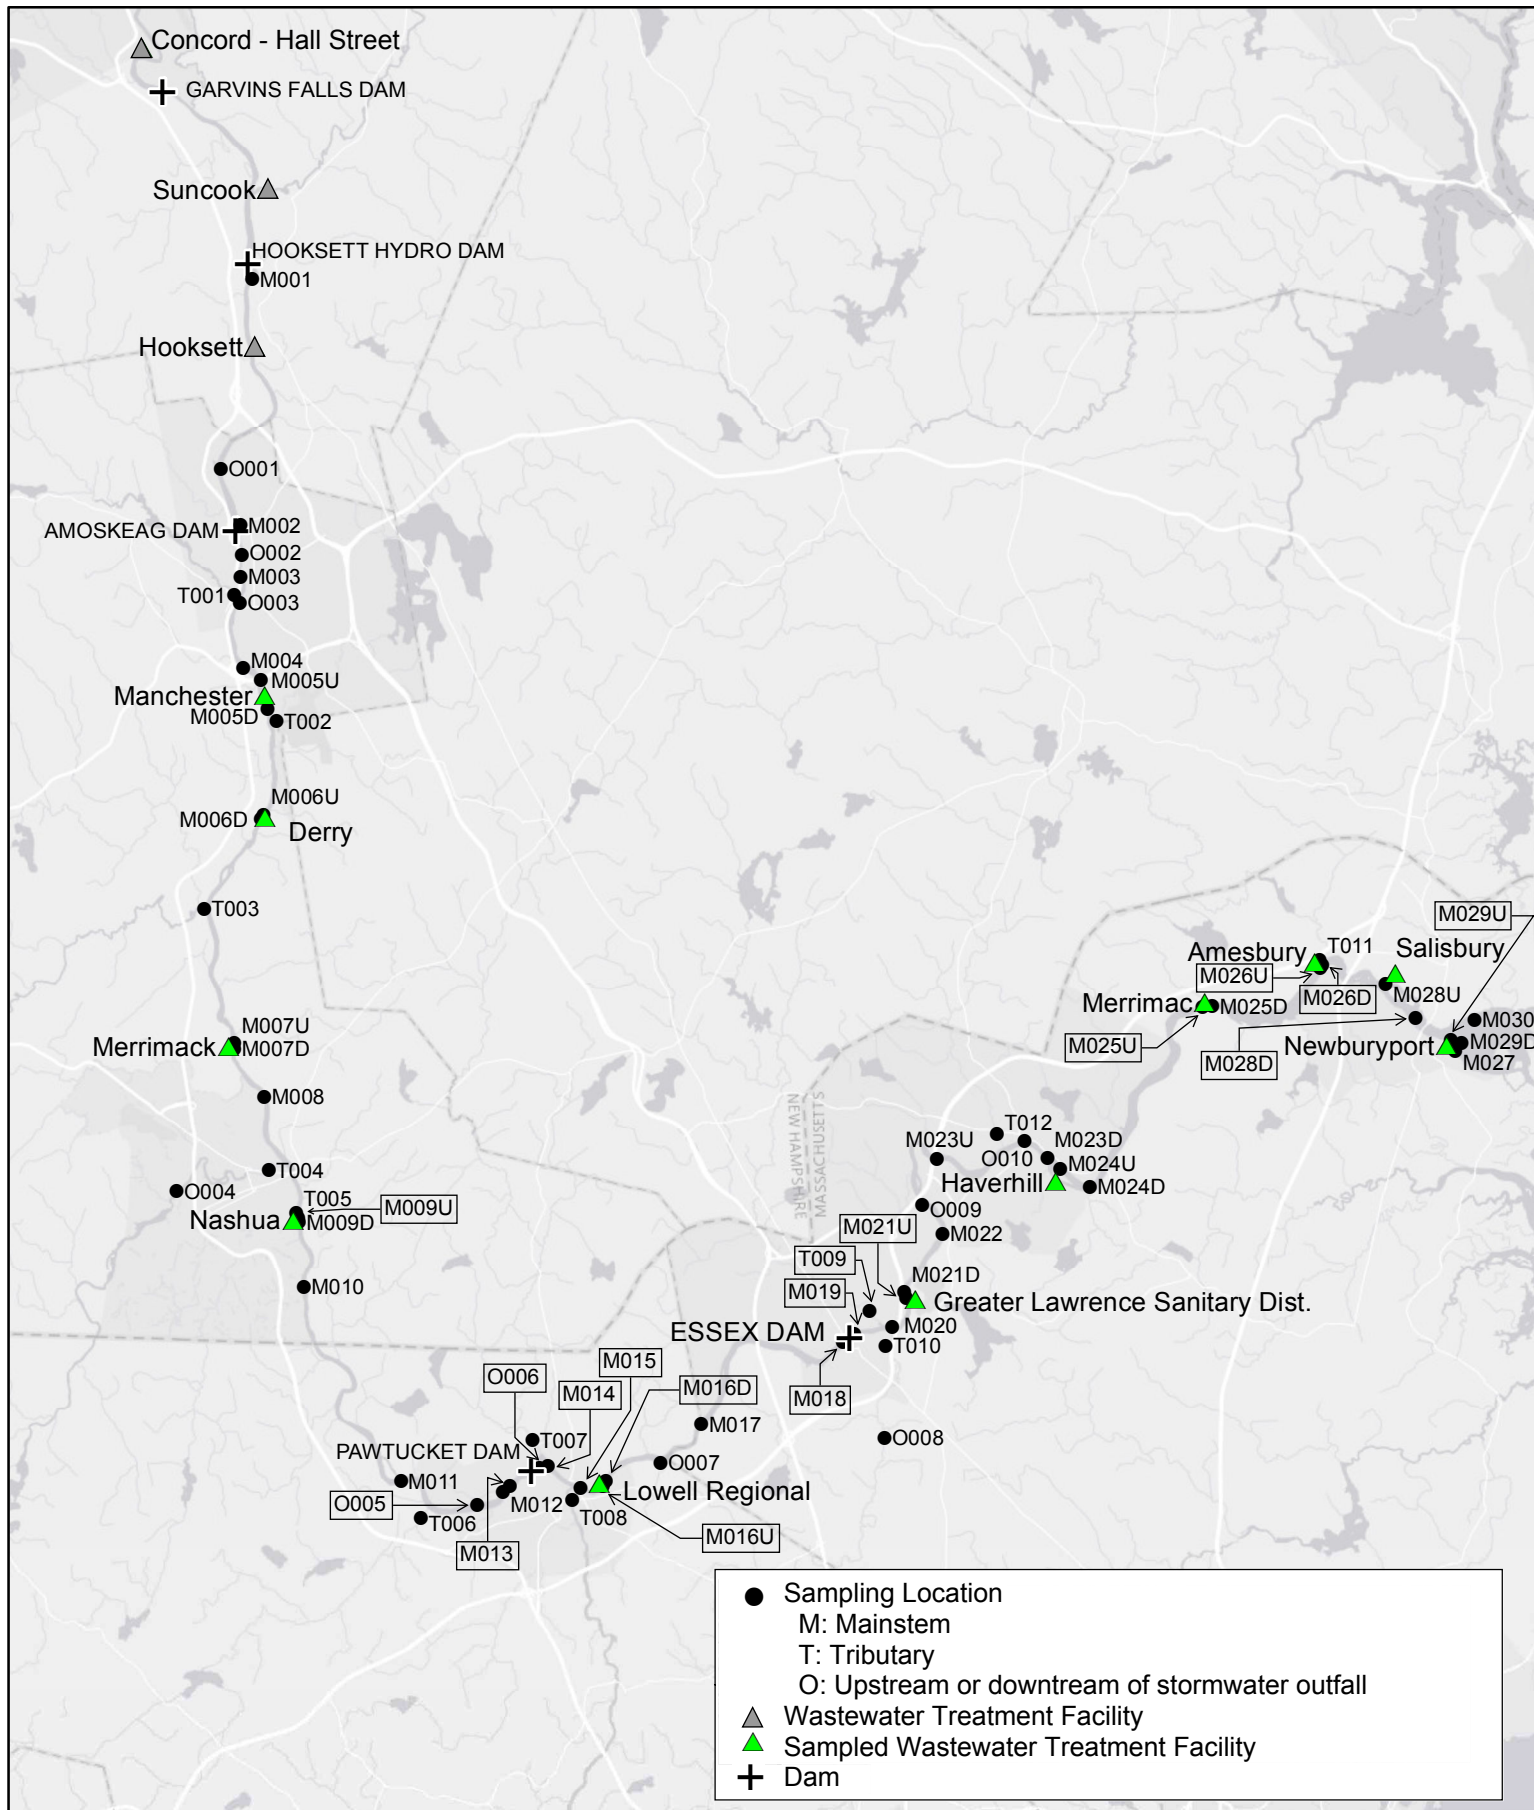 Concord - Hall Street
GARVINS FALLS DAM
Suncook
HOOKSETT HYDRO DAM
M001
Hooksett
O001
AMOSKEAG DAM
M002
O002
M003
T001
O003
M004
M005U
Manchester
M005D
T002
M006U
M006D
Derry
T003
M029U
T011
Salisbury
Amesbury
M026U
M026D
M028U
Merrimac
M025D
M030
M007U
Merrimack
M007D
M025U
M028D
Newburyport
M029D
M027
M008
NEW HAMPSHIRE
MASSACHUSETTS
T012
M023U
M023D
O010
M024U
T004
Haverhill
M024D
O004
T005
M009U
Nashua
M009D
O009
M021U
M022
T009
M010
M021D
M019
Greater Lawrence Sanitary Dist.
ESSEX DAM
M020
T010
M015
O006
M014
M016D
M018
M017
T007
O008
PAWTUCKET DAM
O007
M011
Lowell Regional
O005
M012
T006
T008
M013
M016U
Sampling Location
M: Mainstem
T: Tributary
O: Upstream or downtream of stormwater outfall
Wastewater Treatment Facility
Sampled Wastewater Treatment Facility
Dam